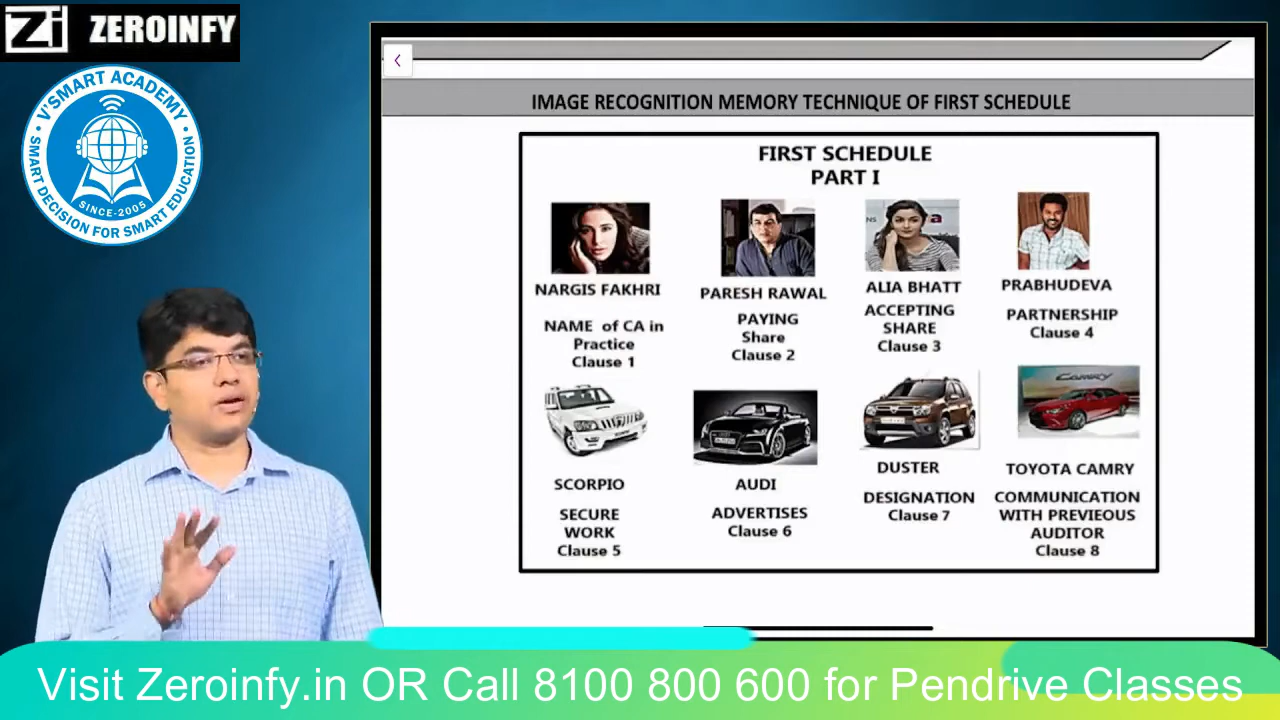 Zi ZEROINFY
V'SMART ACADEMY
SMART DECISION FOR SMART EDUCATION
SINCE-2005
IMAGE RECOGNITION MEMORY TECHNIQUE OF FIRST SCHEDULE
FIRST SCHEDULE
PART I
NARGIS FAKHRI
NAME of CA in
Practice
Clause 1
PARESH RAWAL
PAYING
Share
Clause 2
ALIA BHATT
ACCEPTING
SHARE
Clause 3
PRABHUDEVA
PARTNERSHIP
Clause 4
SCORPIO
SECURE
WORK
Clause 5
AUDI
ADVERTISES
Clause 6
DUSTER
DESIGNATION
Clause 7
CAMRY
TOYOTA CAMRY
COMMUNICATION
WITH PREVIEOUS
AUDITOR
Clause 8
Visit Zeroinfy.in OR Call 8100 800 600 for Pendrive Classes